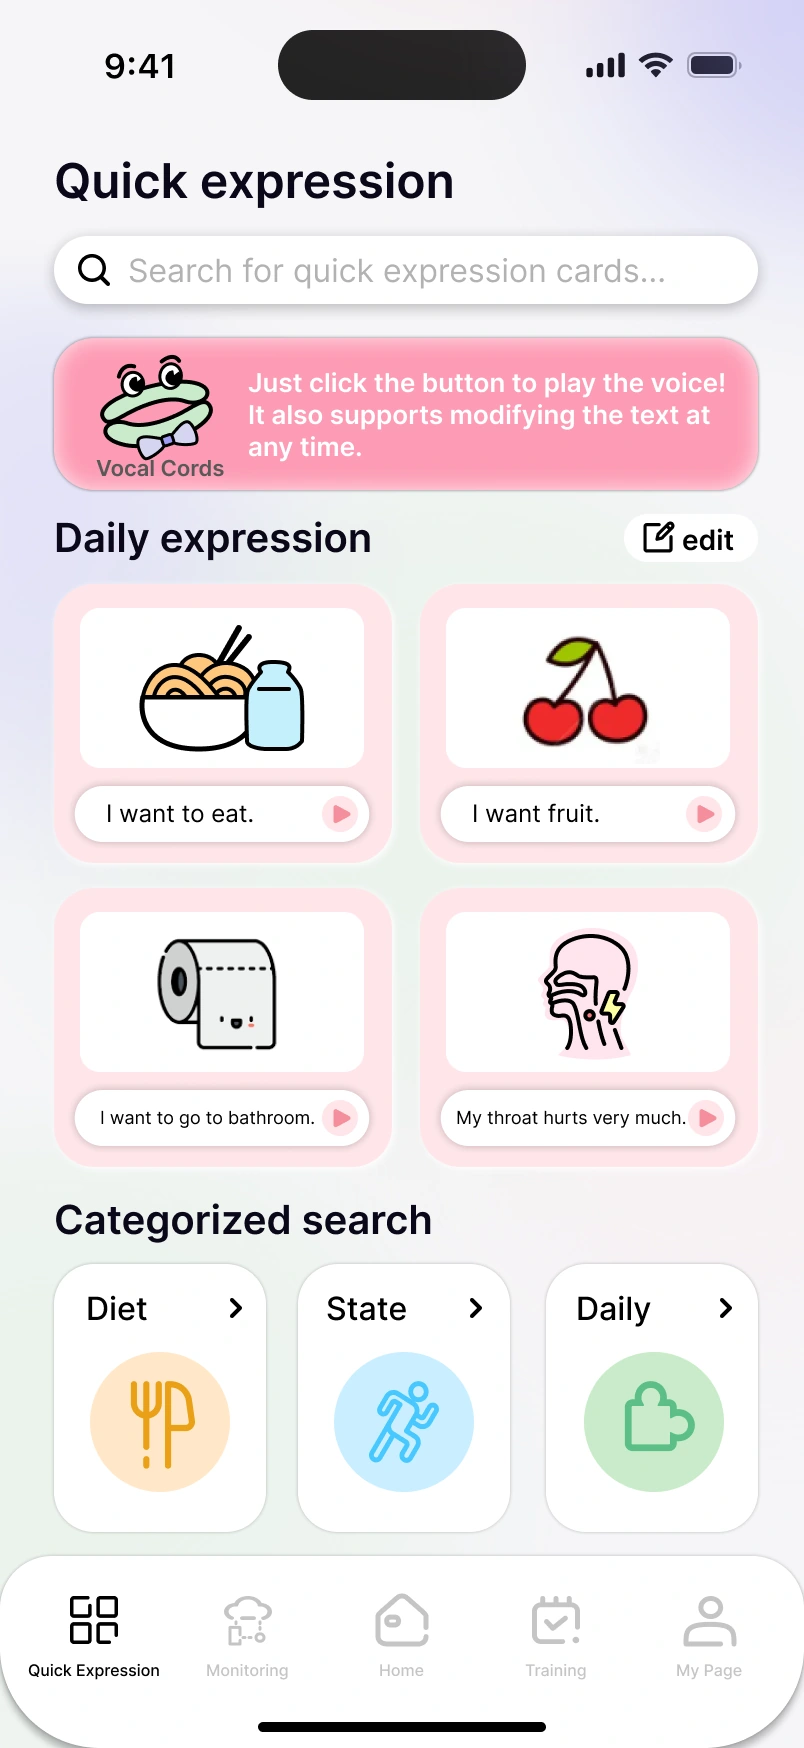 9:41
Quick expression
Search for quick expression cards...
Just click the button to play the voice!
It also supports modifying the text at
any time.
Vocal Cords
Daily expression
edit
I want to eat.
I want fruit.
I want to go to bathroom.
My throat hurts very much.
Categorized search
Diet
State
Daily
Quick Expression
Monitoring
Home
Training
My Page